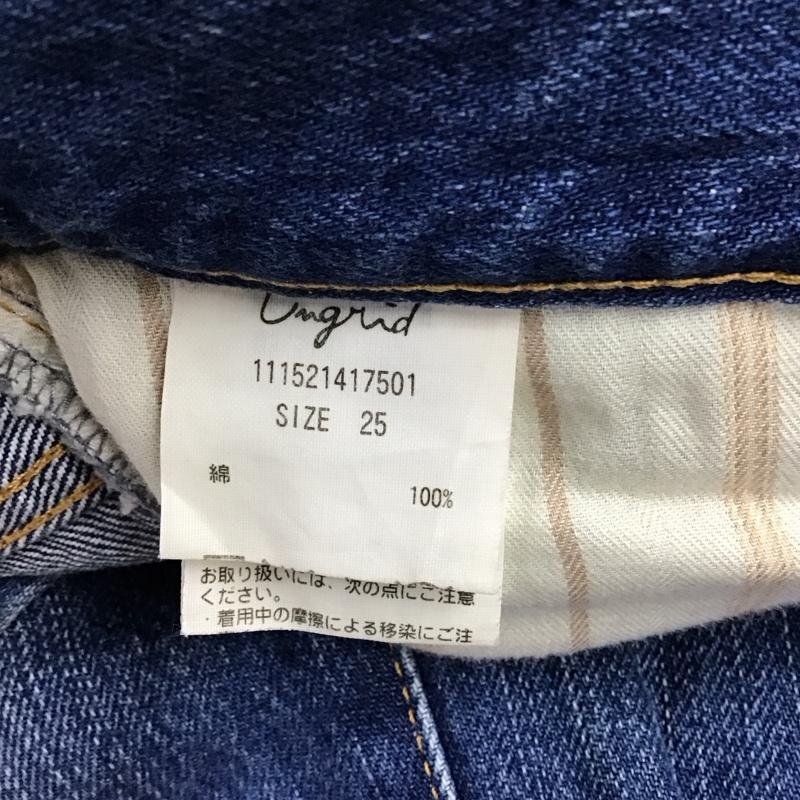 Ungrid
111521417501
SIZE 25
綿
100%
お取り扱いには、次の点にご注意
ください。
・着用中の摩擦による移染にご注